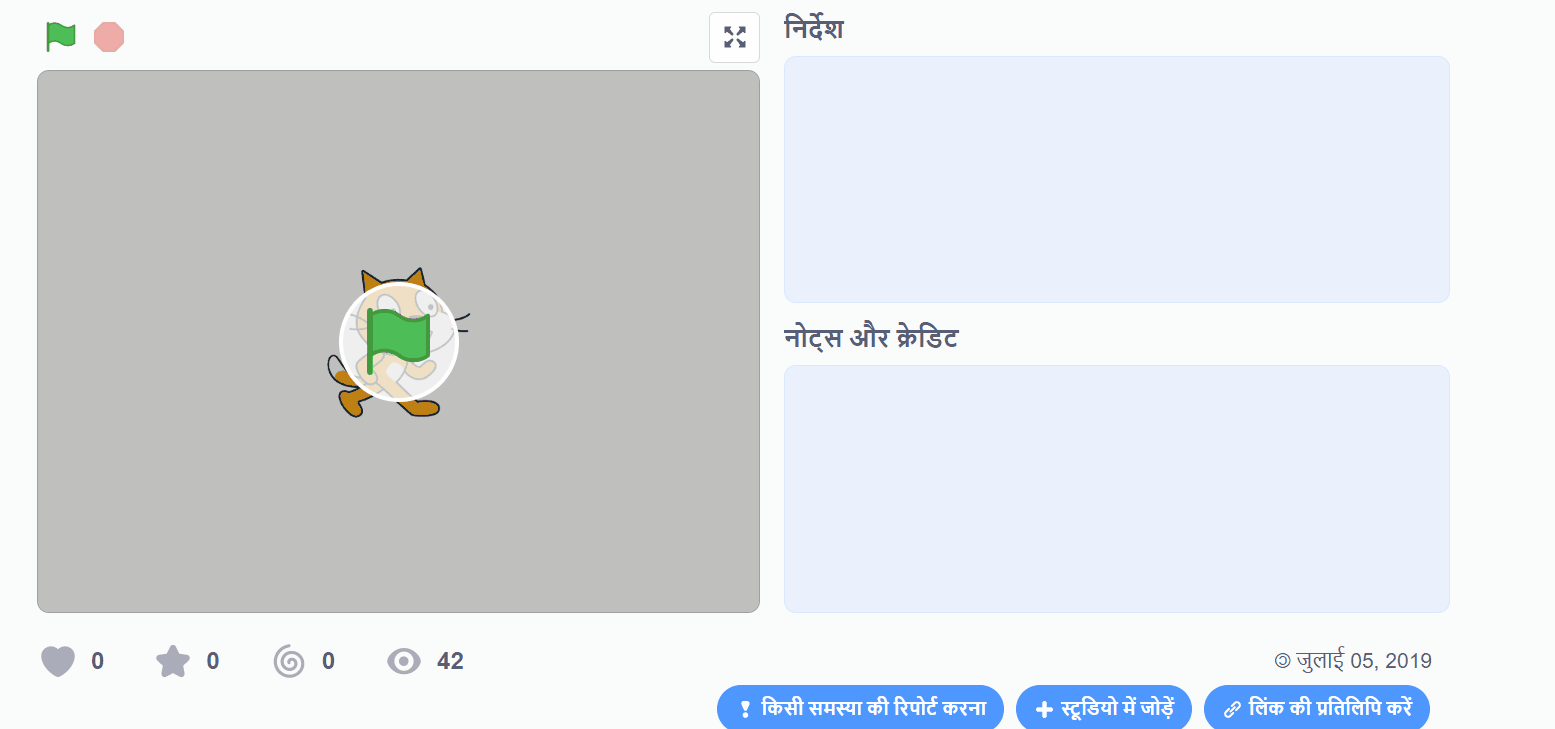 निर्देश
नोट्स और क्रेडिट
0 0 0 42
जुलाई 05, 2019
किसी समस्या की रिपोर्ट करना
स्टूडियो में जोड़ें
लिंक की प्रतिलिपि करें